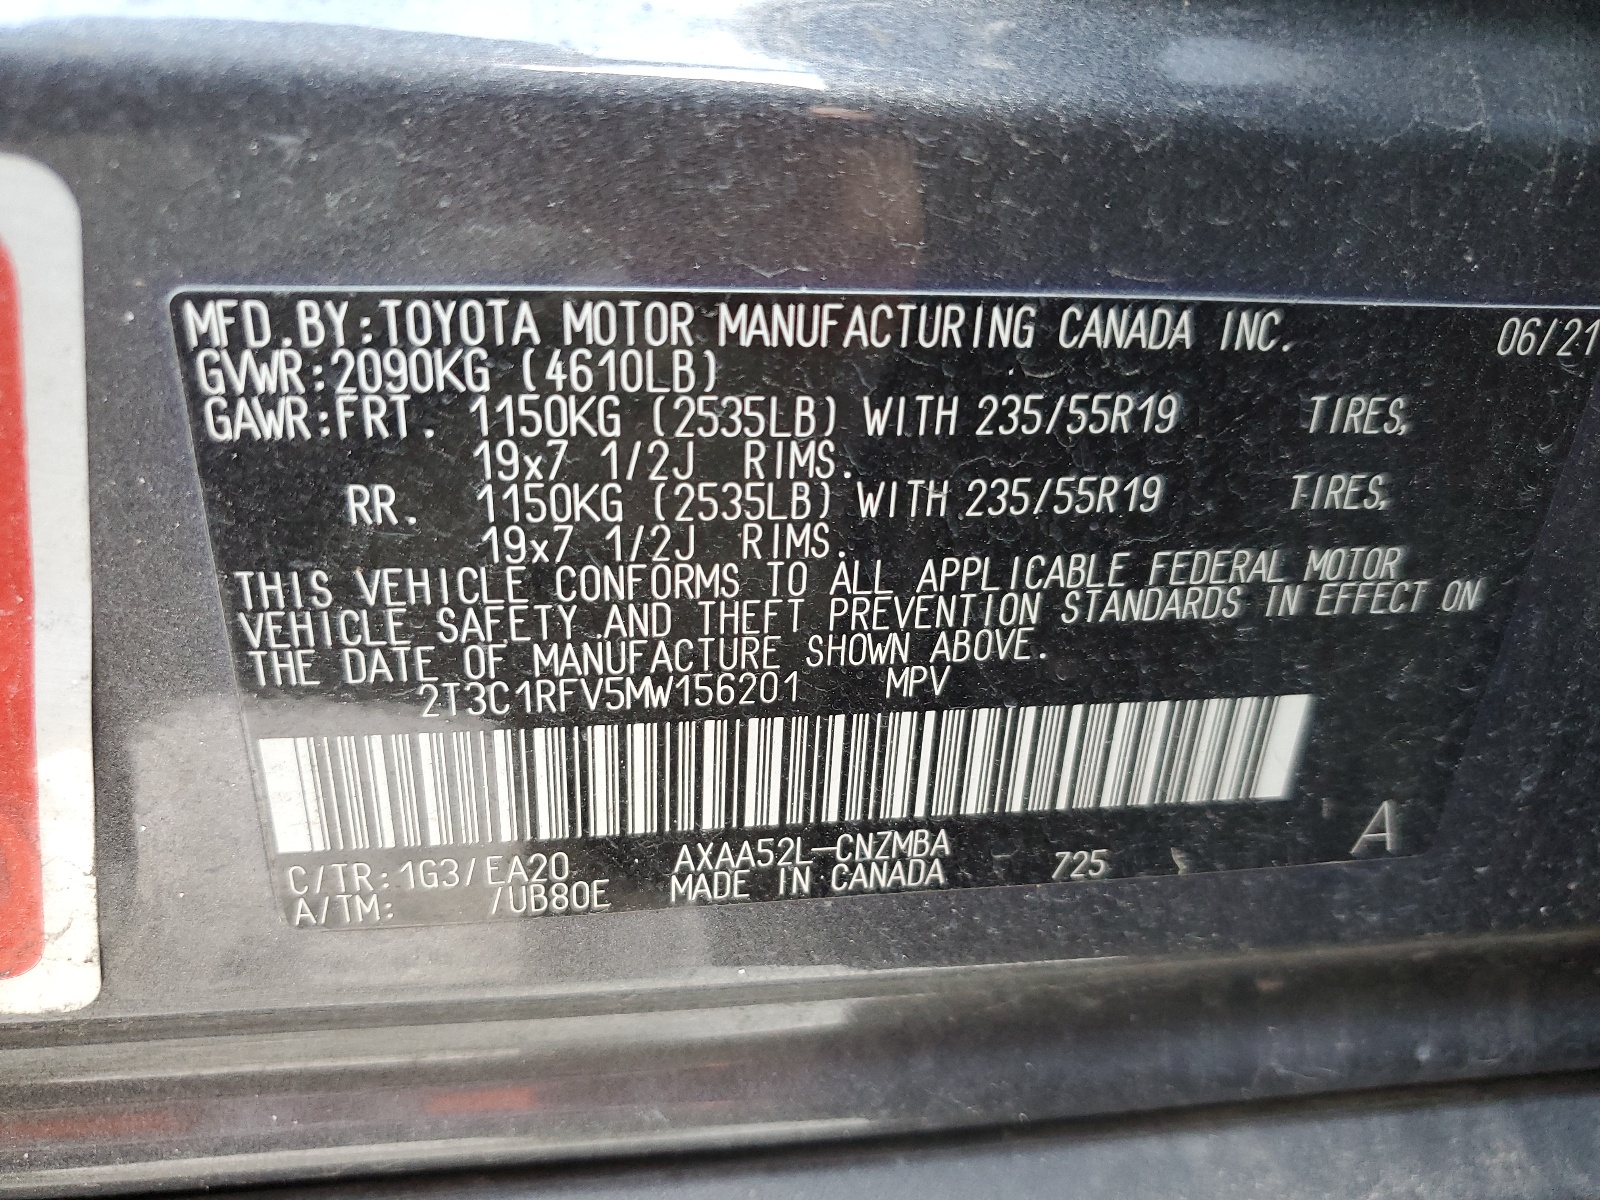 MFD.BY:TOYOTA MOTOR MANUFACTURING CANADA INC. 06/21
GVWR:2090KG (4610LB)
GAWR:FRT. 1150KG (2535LB) WITH 235/55R19 TIRES,
19x7 1/2J RIMS.
RR. 1150KG (2535LB) WITH 235/55R19 TIRES,
19x7 1/2J RIMS.
THIS VEHICLE CONFORMS TO ALL APPLICABLE FEDERAL MOTOR
VEHICLE SAFETY AND THEFT PREVENTION STANDARDS IN EFFECT ON
THE DATE OF MANUFACTURE SHOWN ABOVE.
2T3C1RFV5MW156201 MPV
A
C/TR:1G3/EA20 AXAA52L-CNZMBA 725
A/TM: /UB80E MADE IN CANADA